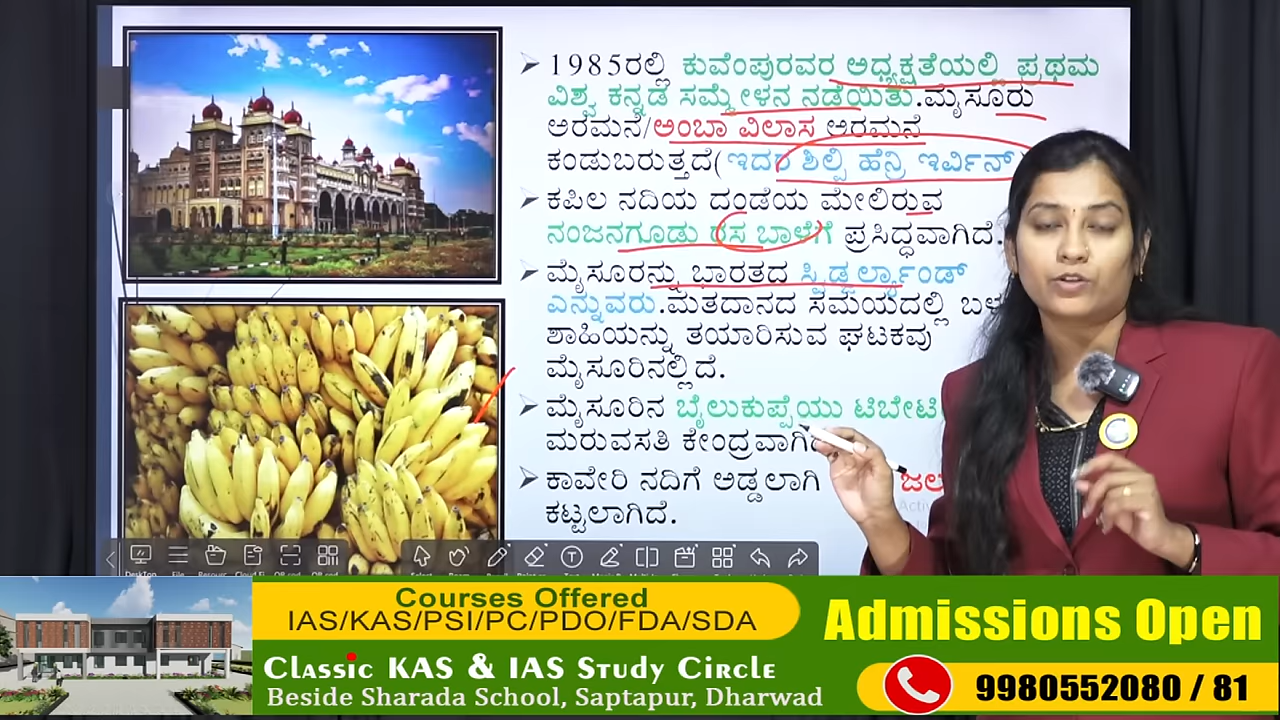 ➢ 1985ರಲ್ಲಿ ಕುವೆಂಪುರವರ ಅಧ್ಯಕ್ಷತೆಯಲ್ಲಿ ಪ್ರಥಮ
ವಿಶ್ವ ಕನ್ನಡ ಸಮ್ಮೇಳನ ನಡೆಯಿತು.ಮೈಸೂರು
ಅರಮನೆ/ಅಂಬಾ ವಿಲಾಸ ಅರಮನೆ
ಕಂಡುಬರುತ್ತದೆ(ಇದರ ಶಿಲ್ಪಿ ಹೆನ್ರಿ ಇರ್ವಿನ್)
➢ ಕಪಿಲ ನದಿಯ ದಂಡೆಯ ಮೇಲಿರುವ
ನಂಜನಗೂಡು ರಸ ಬಾಳೆಗೆ ಪ್ರಸಿದ್ಧವಾಗಿದೆ.
➢ ಮೈಸೂರನ್ನು ಭಾರತದ ಸ್ವಿಡ್ಜರ್ಲ್ಯಾಂಡ್
ಎನ್ನುವರು.ಮತದಾನದ ಸಮಯದಲ್ಲಿ
ಶಾಹಿಯನ್ನು ತಯಾರಿಸುವ ಘಟಕವು
ಮೈಸೂರಿನಲ್ಲಿದೆ.
➢ ಮೈಸೂರಿನ ಬೈಲುಕುಪ್ಪೆಯು
ಮರುವಸತಿ
➢ ಕಾವೇರಿ ನದಿಗೆ ಅಡ್ಡಲಾಗಿ
ಕಟ್ಟಲಾಗಿದೆ.
DeskTop File
Courses Offered
IAS/KAS/PSI/PC/PDO/FDA/SDA
Classic KAS & IAS Study Circle
Beside Sharada School, Saptapur, Dharwad
Admissions Open
9980552080 / 81